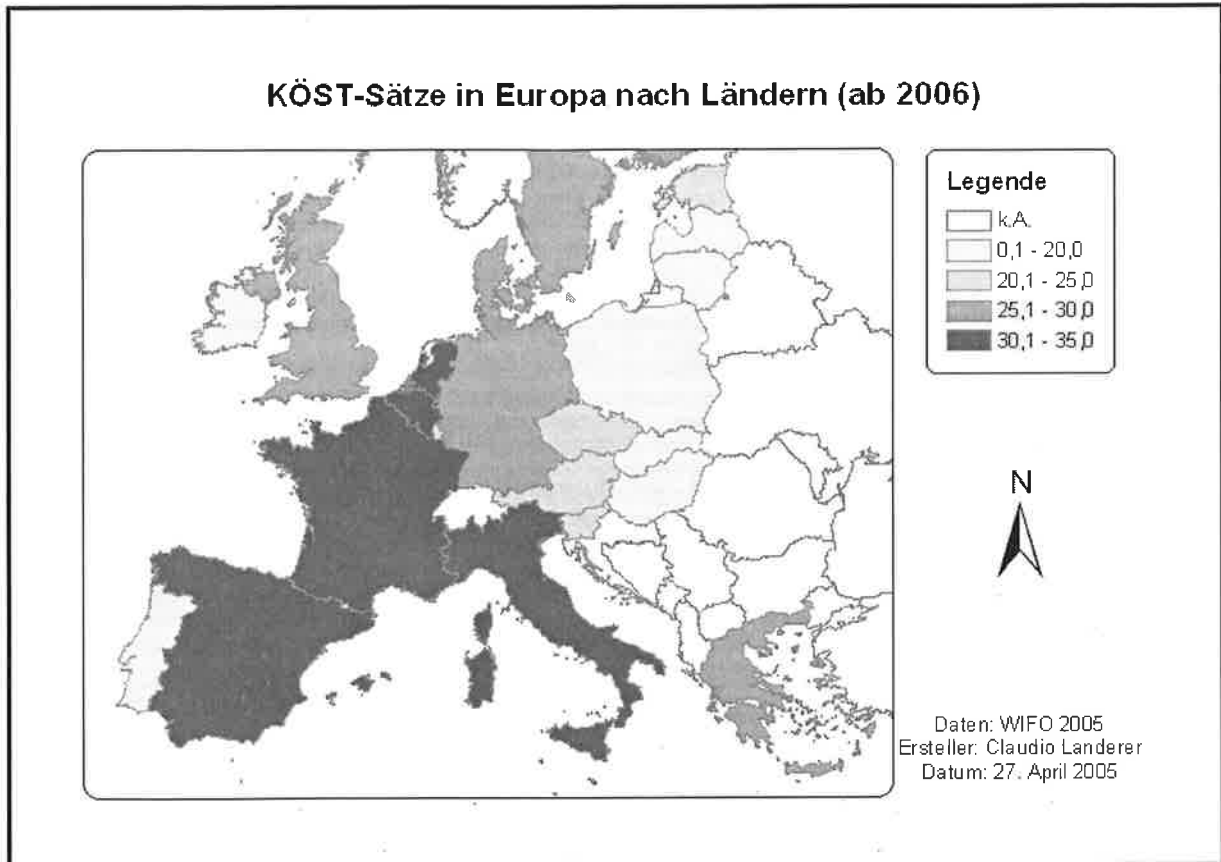 KÖST-Sätze in Europa nach Ländern (ab 2006)
Legende
k.A.
0,1 - 20,0
20,1 - 25,0
25,1 - 30,0
30,1 - 35,0
N
Daten: WIFO 2005
Ersteller: Claudio Landerer
Datum: 27. April 2005